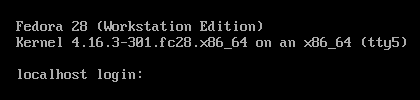 Fedora 28 (Workstation Edition)
Kernel 4.16.3-301.fc28.x86_64 on an x86_64 (tty5)
localhost login: